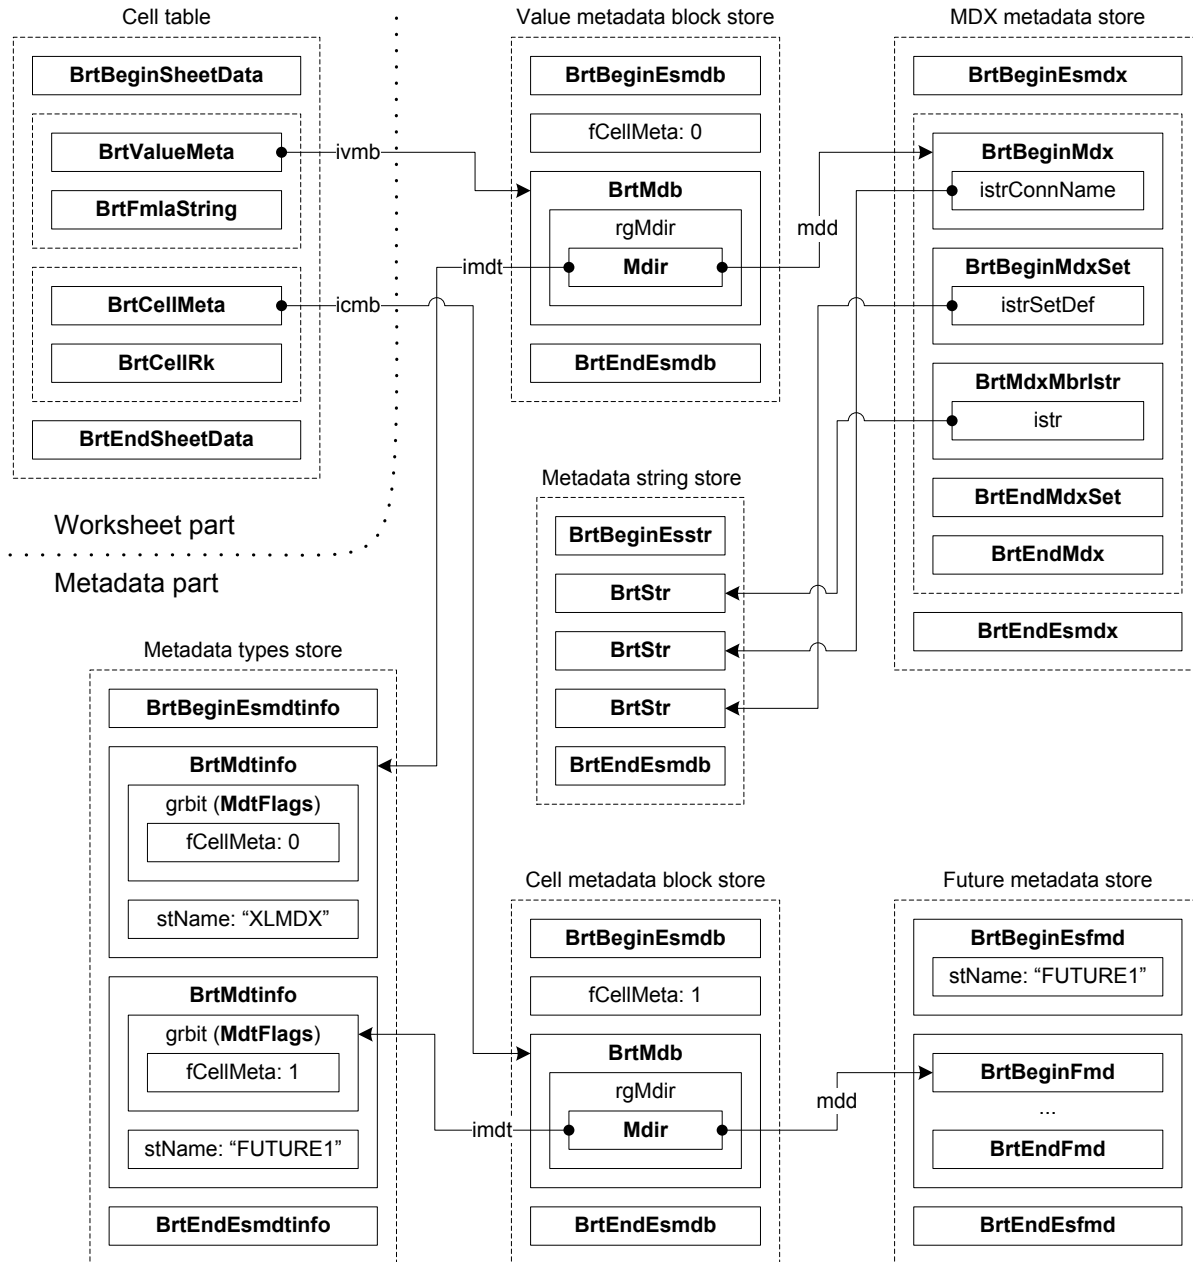 Cell table
BrtBeginSheetData
BrtValueMeta
ivmb
BrtFmlaString
BrtCellMeta
icmb
BrtCellRk
BrtEndSheetData
Worksheet part
Metadata part
Value metadata block store
BrtBeginEsmdb
fCellMeta: 0
BrtMdb
rgMdir
Mdir
imdt
mdd
BrtEndEsmdb
MDX metadata store
BrtBeginEsmdx
BrtBeginMdx
istrConnName
BrtBeginMdxSet
istrSetDef
BrtMdxMbrIstr
istr
BrtEndMdxSet
BrtEndMdx
BrtEndEsmdx
Metadata string store
BrtBeginEsstr
BrtStr
BrtStr
BrtStr
BrtEndEsmdb
Metadata types store
BrtBeginEsmdtinfo
BrtMdtinfo
grbit (MdtFlags)
fCellMeta: 0
stName: “XLMDX”
BrtMdtinfo
grbit (MdtFlags)
fCellMeta: 1
stName: “FUTURE1”
BrtEndEsmdtinfo
Cell metadata block store
BrtBeginEsmdb
fCellMeta: 1
BrtMdb
rgMdir
Mdir
imdt
mdd
BrtEndEsmdb
Future metadata store
BrtBeginEsfmd
stName: “FUTURE1”
BrtBeginFmd
...
BrtEndFmd
BrtEndEsfmd